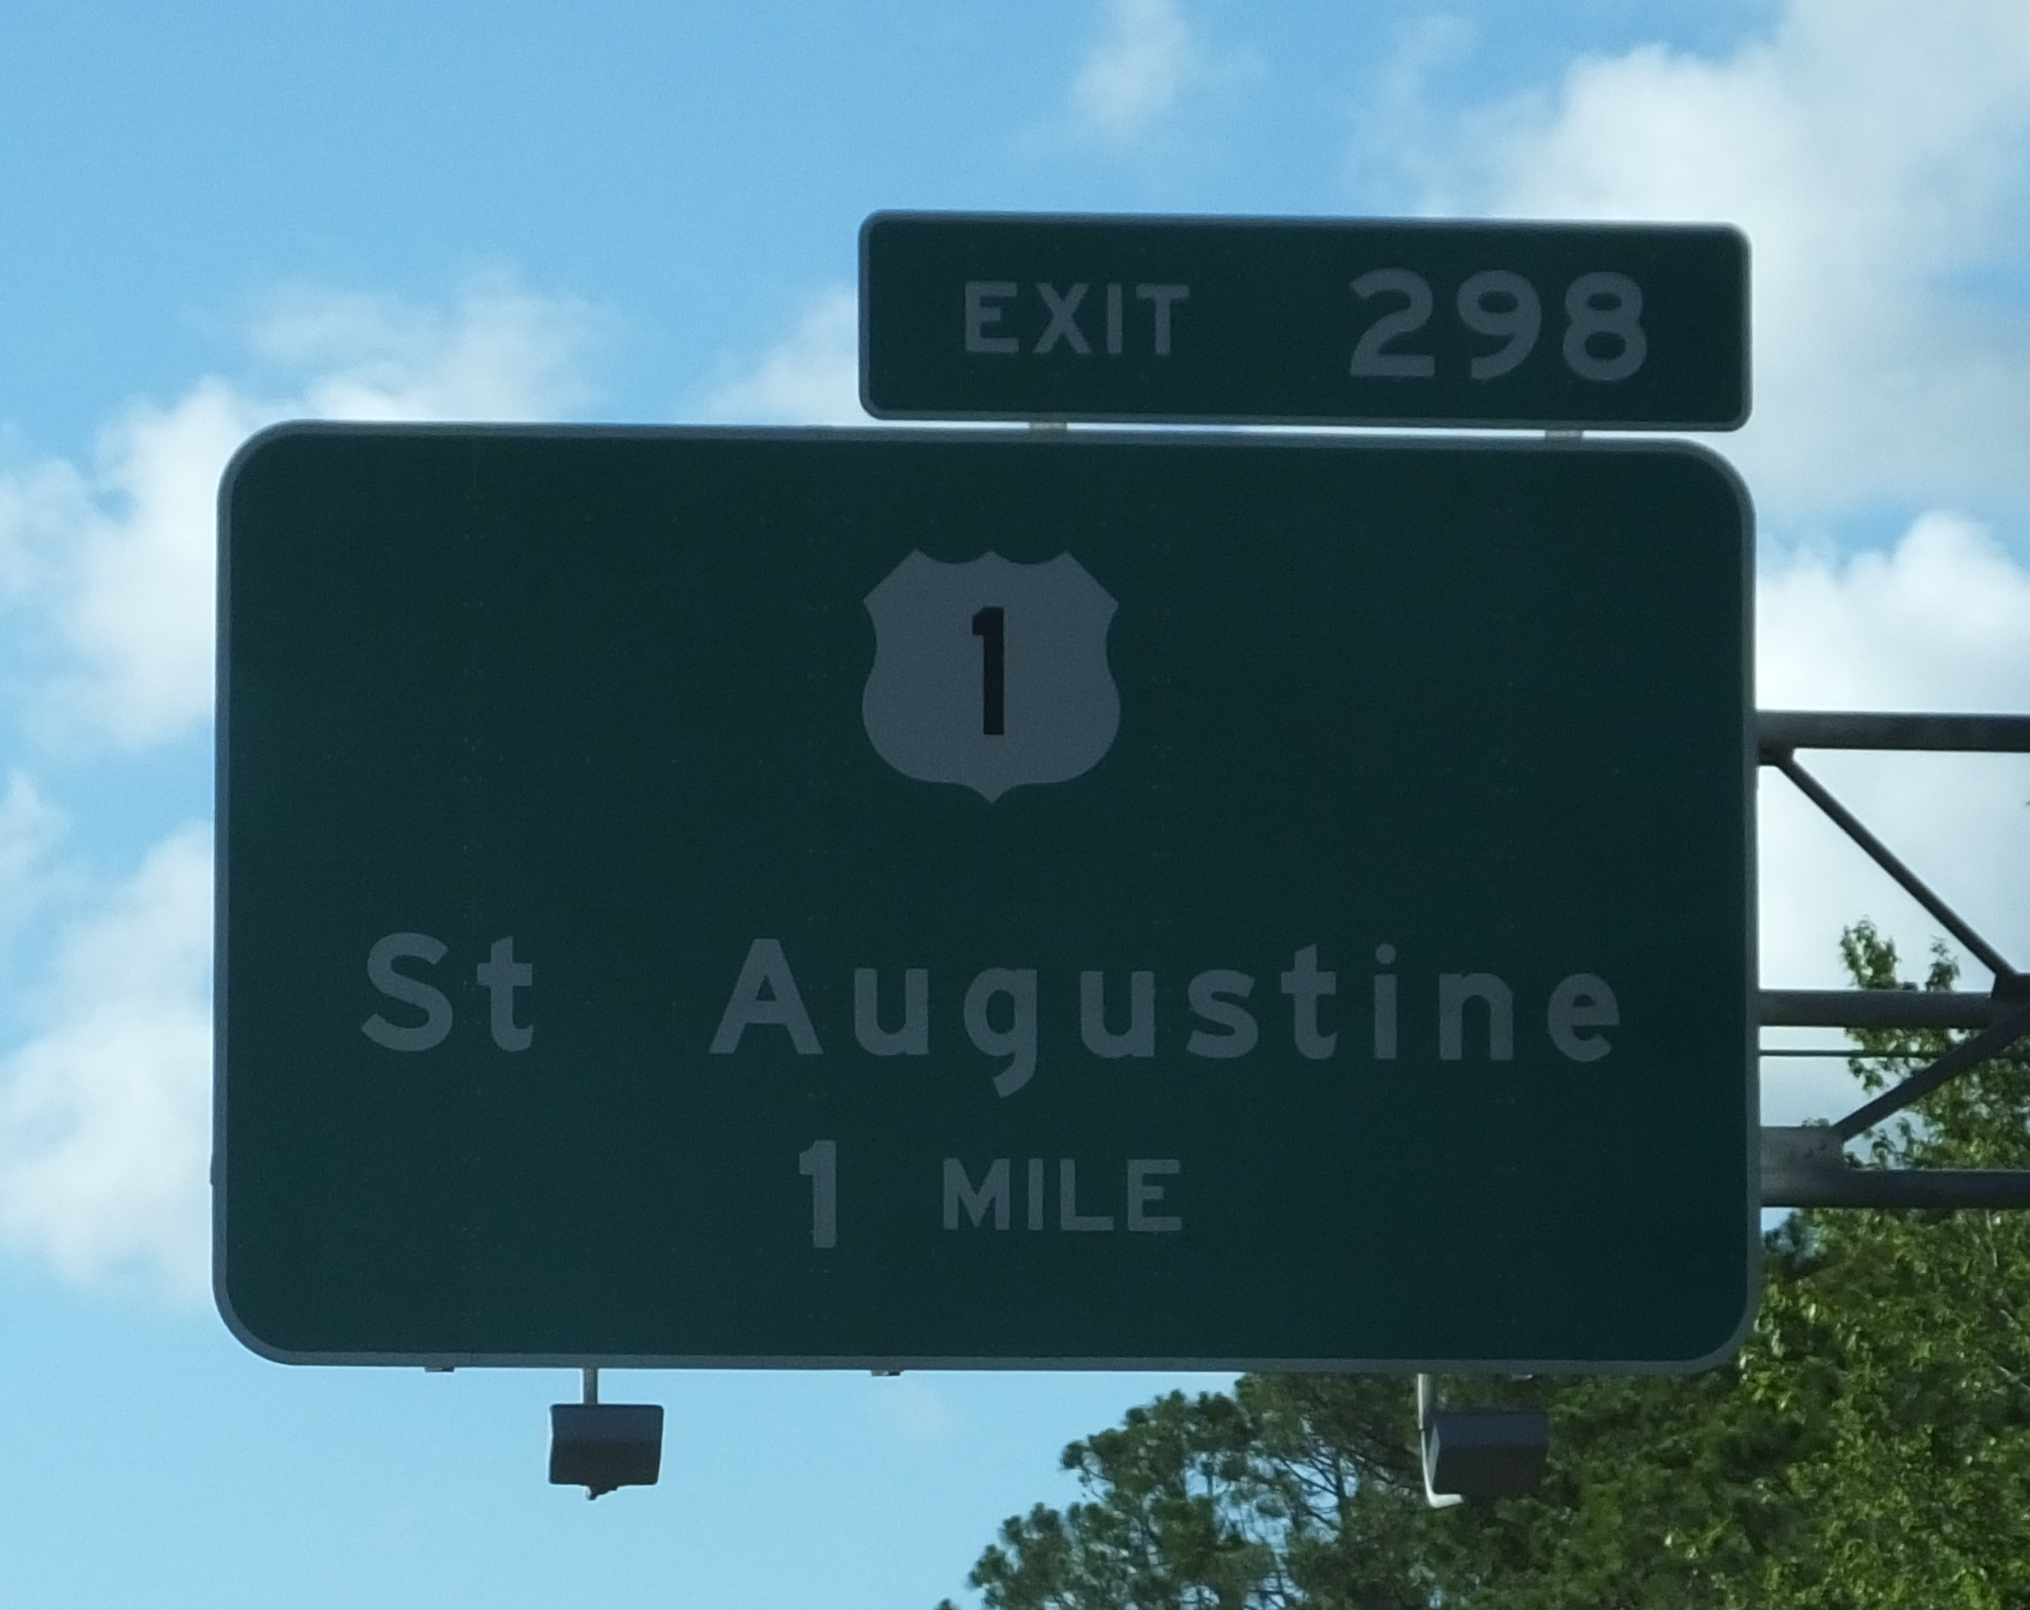 EXIT 298
1
St Augustine
1 MILE